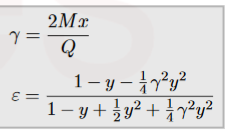 γ = 2Mx / Q
ε = (1 − y − ¼γ²y²) / (1 − y + ½y² + ¼γ²y²)